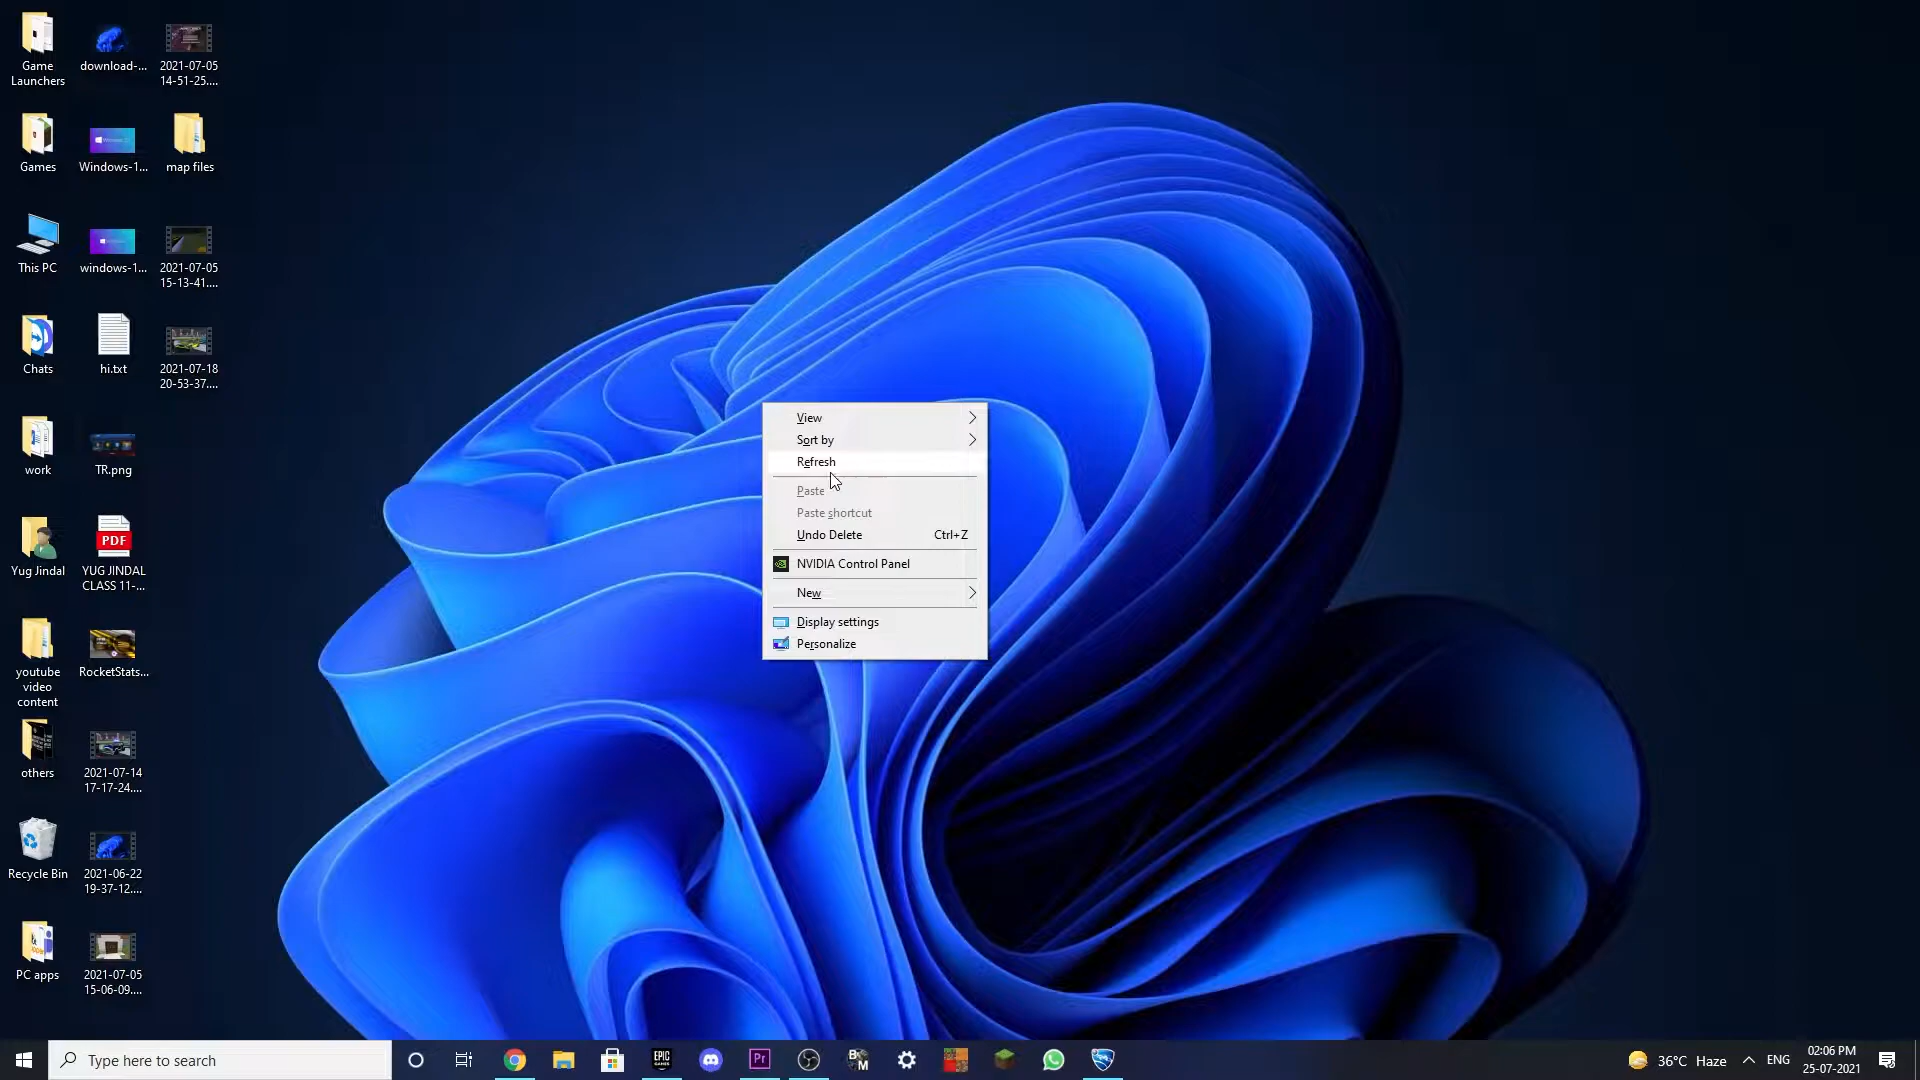 Game
Launchers
download-...
2021-07-05
14-51-25....
Games
Windows-1...
map files
This PC
windows-1...
2021-07-05
15-13-41....
Chats
hi.txt
2021-07-18
20-53-37....
work
TR.png
Yug Jindal
PDF
YUG JINDAL
CLASS 11-...
youtube
video
content
RocketStats...
others
2021-07-14
17-17-24....
Recycle Bin
2021-06-22
19-37-12....
PC apps
2021-07-05
15-06-09....
View
Sort by
Refresh
Paste
Paste shortcut
Undo Delete Ctrl+Z
NVIDIA Control Panel
New
Display settings
Personalize
Type here to search
EPIC
GAMES
Pr
B
M
36°C Haze
ENG
02:06 PM
25-07-2021